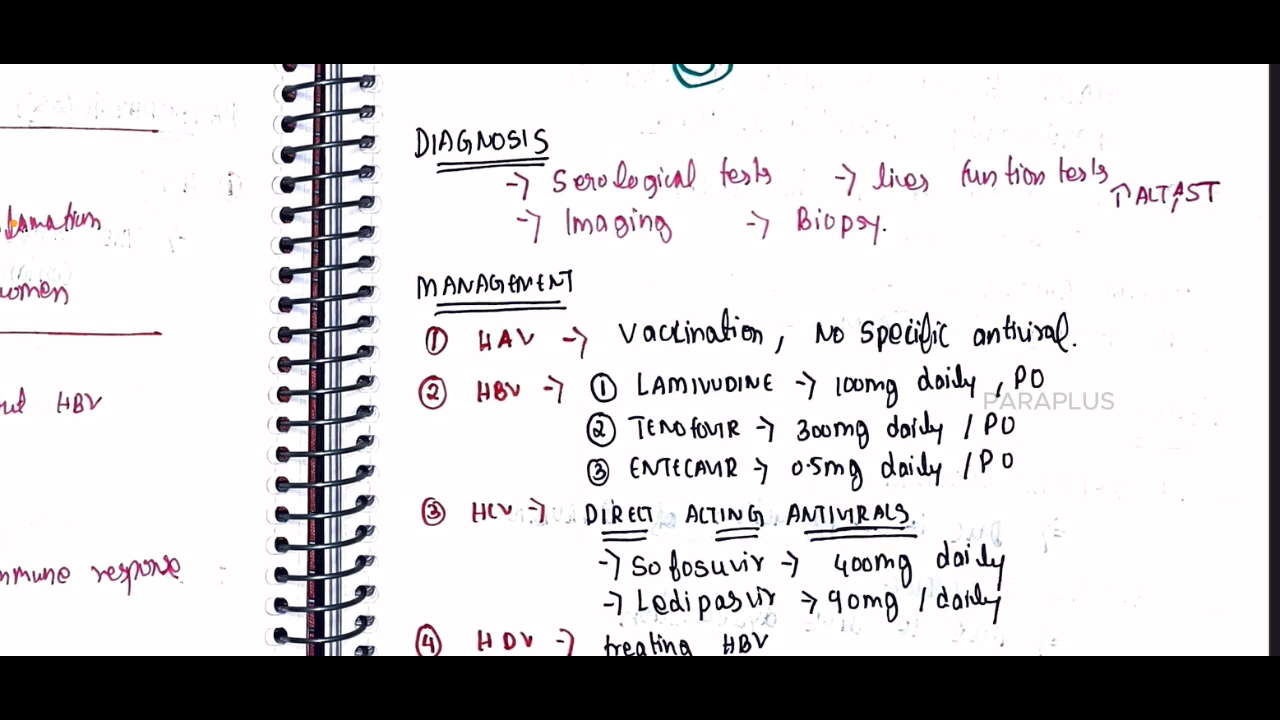 DIAGNOSIS
-> Serological tests -> liver funtion tests ↑ALT,AST
-> Imaging -> Biopsy.
MANAGEMENT
① HAV -> Vaccination, No Specific antiviral.
② HBV -> ① LAMIVUDINE -> 100mg daily, PO
PARAPLUS
② TENOFOVIR -> 300mg daily / PO
③ ENTECAVIR -> 0.5mg daily / PO
③ HCV -> DIRECT ACTING ANTIVIRALS.
-> Sofosuvir -> 400mg daily
-> Ledipasvir -> 90mg / daily
④ HDV -> treating HBV
women
HBV
response